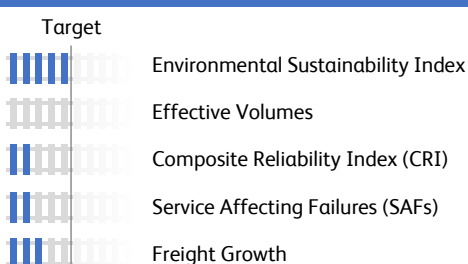 Target
Environmental Sustainability Index
Effective Volumes
Composite Reliability Index (CRI)
Service Affecting Failures (SAFs)
Freight Growth